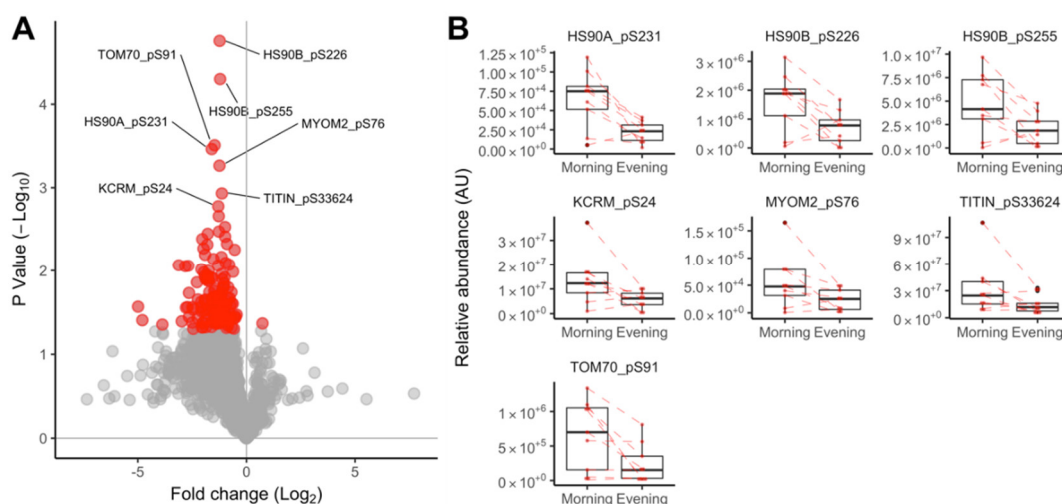 A
B
TOM70_pS91
HS90B_pS226
HS90B_pS255
HS90A_pS231
MYOM2_pS76
KCRM_pS24
TITIN_pS33624
P Value (−Log10)
4
3
2
1
0
-5
0
5
Fold change (Log2)
Relative abundance (AU)
HS90A_pS231
1.25 × 10⁺⁵
1.00 × 10⁺⁵
7.50 × 10⁺⁴
5.00 × 10⁺⁴
2.50 × 10⁺⁴
0.00 × 10⁺⁰
Morning Evening
HS90B_pS226
3 × 10⁺⁶
2 × 10⁺⁶
1 × 10⁺⁶
0 × 10⁺⁰
Morning Evening
HS90B_pS255
1.0 × 10⁺⁷
7.5 × 10⁺⁶
5.0 × 10⁺⁶
2.5 × 10⁺⁶
0.0 × 10⁺⁰
Morning Evening
KCRM_pS24
3 × 10⁺⁷
2 × 10⁺⁷
1 × 10⁺⁷
0 × 10⁺⁰
Morning Evening
MYOM2_pS76
1.5 × 10⁺⁵
1.0 × 10⁺⁵
5.0 × 10⁺⁴
0.0 × 10⁺⁰
Morning Evening
TITIN_pS33624
9 × 10⁺⁷
6 × 10⁺⁷
3 × 10⁺⁷
0 × 10⁺⁰
Morning Evening
TOM70_pS91
1 × 10⁺⁶
5 × 10⁺⁵
0 × 10⁺⁰
Morning Evening